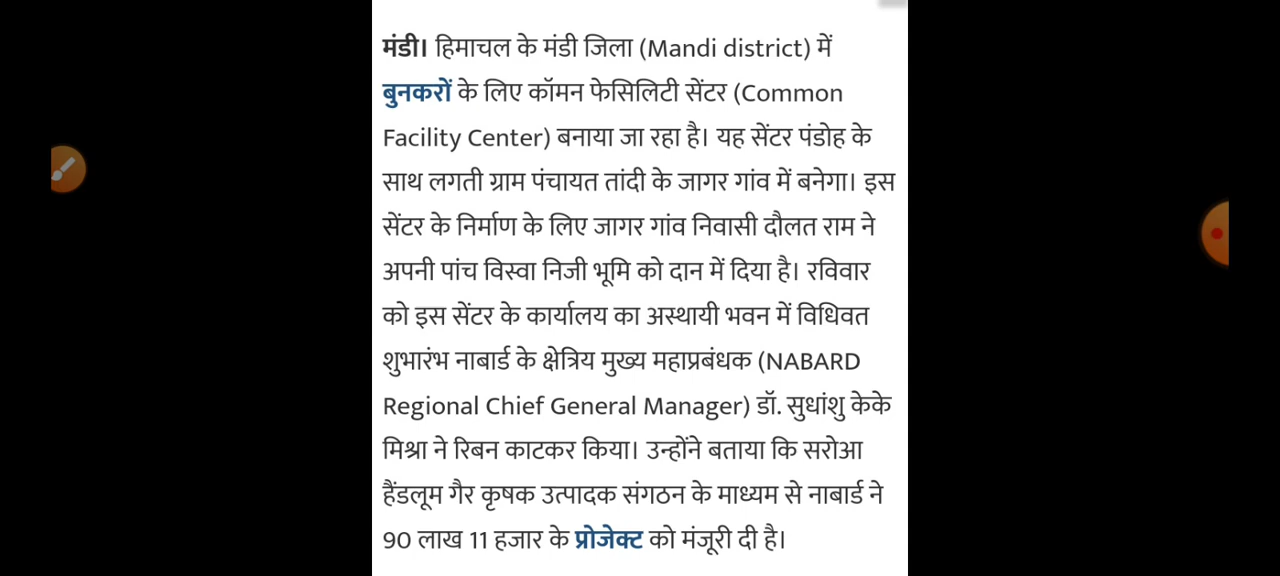 मंडी। हिमाचल के मंडी जिला (Mandi district) में
बुनकरों के लिए कॉमन फेसिलिटी सेंटर (Common
Facility Center) बनाया जा रहा है। यह सेंटर पंडोह के
साथ लगती ग्राम पंचायत तांदी के जागर गांव में बनेगा। इस
सेंटर के निर्माण के लिए जागर गांव निवासी दौलत राम ने
अपनी पांच विस्वा निजी भूमि को दान में दिया है। रविवार
को इस सेंटर के कार्यालय का अस्थायी भवन में विधिवत
शुभारंभ नाबार्ड के क्षेत्रिय मुख्य महाप्रबंधक (NABARD
Regional Chief General Manager) डॉ. सुधांशु केके
मिश्रा ने रिबन काटकर किया। उन्होंने बताया कि सरोआ
हैंडलूम गैर कृषक उत्पादक संगठन के माध्यम से नाबार्ड ने
90 लाख 11 हजार के प्रोजेक्ट को मंजूरी दी है।